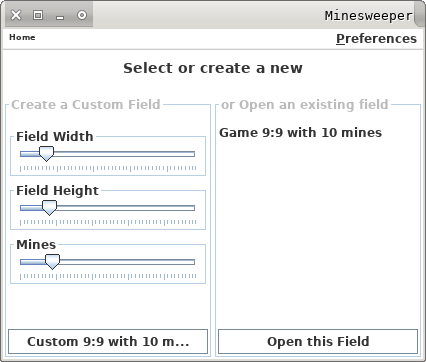 Minesweeper
Home
Preferences
Select or create a new
Create a Custom Field
or Open an existing field
Field Width
Game 9:9 with 10 mines
Field Height
Mines
Custom 9:9 with 10 m...
Open this Field